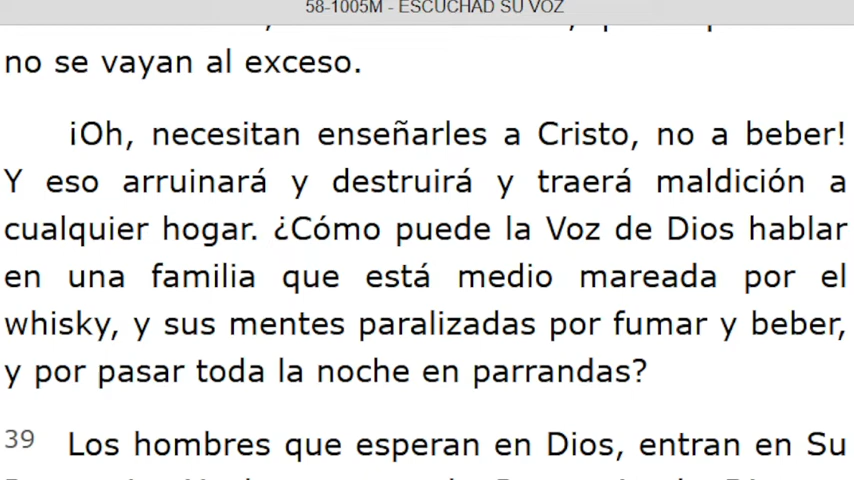 58-1005M - ESCUCHAD SU VOZ
no se vayan al exceso.
¡Oh, necesitan enseñarles a Cristo, no a beber!
Y eso arruinará y destruirá y traerá maldición a
cualquier hogar. ¿Cómo puede la Voz de Dios hablar
en una familia que está medio mareada por el
whisky, y sus mentes paralizadas por fumar y beber,
y por pasar toda la noche en parrandas?
39 Los hombres que esperan en Dios, entran en Su